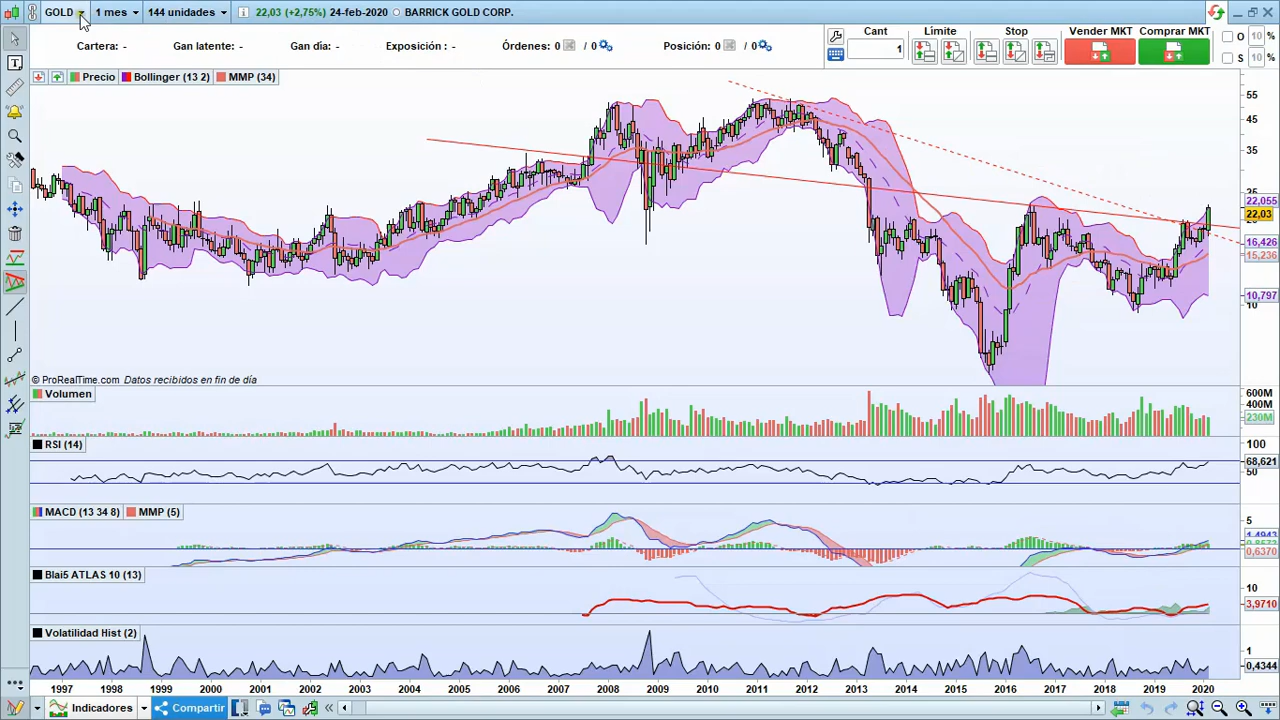 GOLD 1 mes 144 unidades 22,03 (+2,75%) 24-feb-2020 BARRICK GOLD CORP.
Cartera: - Gan latente: - Gan día: - Exposición : - Órdenes: 0 / 0 Posición: 0 / 0
Cant Límite Stop Vender MKT Comprar MKT O 10 %
1 S 10 %
Precio Bollinger (13 2) MMP (34)
55
45
35
25
22,055
22,03
16,426
15,236
10,797
10
© ProRealTime.com Datos recibidos en fin de día
Volumen
600M
400M
230M
RSI (14)
100
68,621
50
MACD (13 34 8) MMP (5)
5
1,4943
0,6370
Blai5 ATLAS 10 (13)
10
3,9710
Volatilidad Hist (2)
1
0,4344
1997 1998 1999 2000 2001 2002 2003 2004 2005 2006 2007 2008 2009 2010 2011 2012 2013 2014 2015 2016 2017 2018 2019 2020
Indicadores Compartir